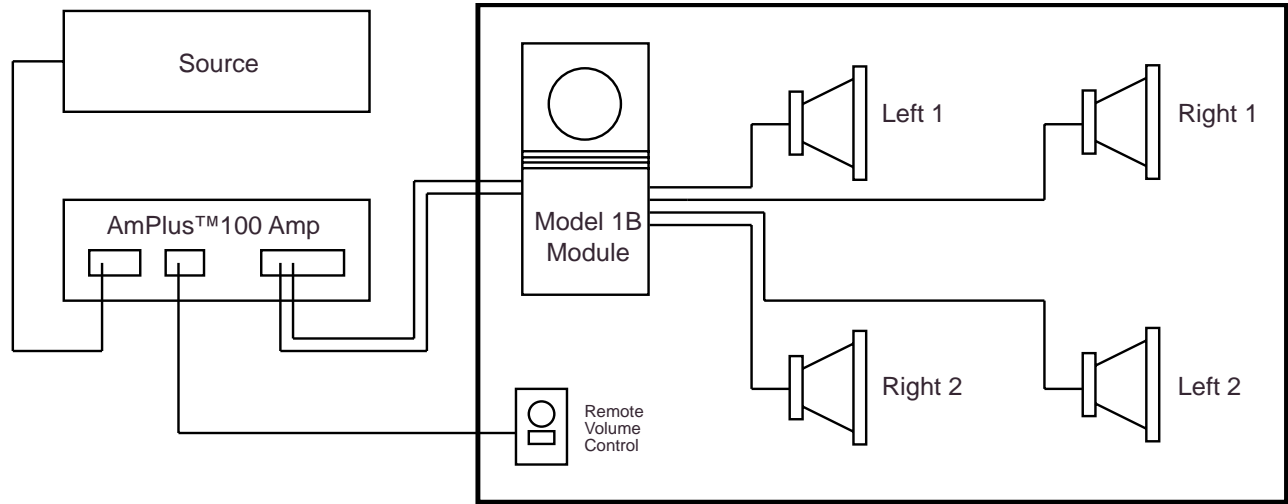 Source
AmPlus™100 Amp
Model 1B
Module
Left 1
Right 1
Right 2
Left 2
Remote
Volume
Control